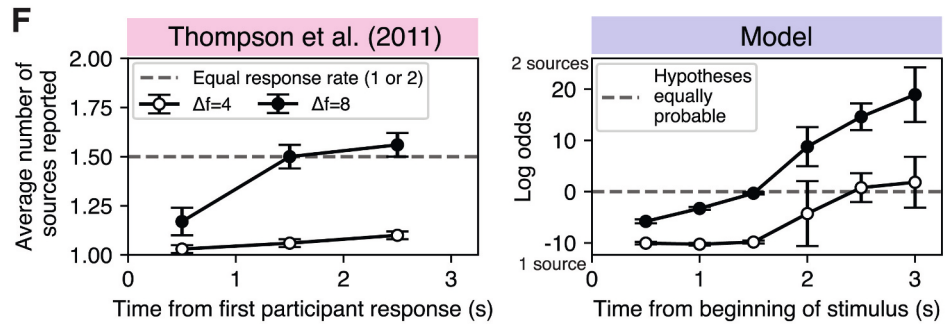 F
Thompson et al. (2011)
Average number of
sources reported
2.00
1.75
1.50
1.25
1.00
Equal response rate (1 or 2)
Δf=4
Δf=8
0
1
2
3
Time from first participant response (s)
Model
2 sources
Log odds
20
10
0
-10
1 source
Hypotheses
equally
probable
0
1
2
3
Time from beginning of stimulus (s)